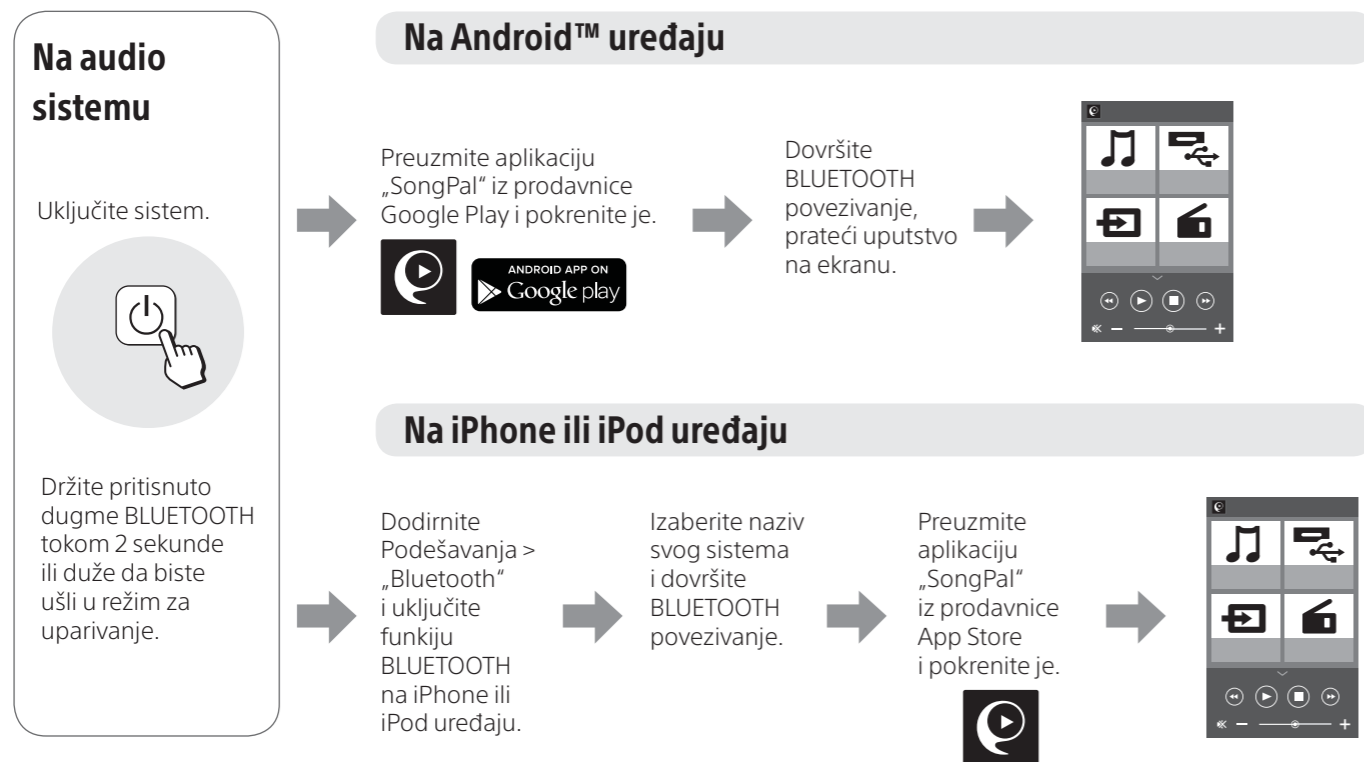 Na audio
sistemu
Uključite sistem.
Držite pritisnuto
dugme BLUETOOTH
tokom 2 sekunde
ili duže da biste
ušli u režim za
uparivanje.
Na Android™ uređaju
Preuzmite aplikaciju
„SongPal“ iz prodavnice
Google Play i pokrenite je.
ANDROID APP ON
Google play
Dovršite
BLUETOOTH
povezivanje,
prateći uputstvo
na ekranu.
Na iPhone ili iPod uređaju
Dodirnite
Podešavanja >
„Bluetooth“
i uključite
funkiju
BLUETOOTH
na iPhone ili
iPod uređaju.
Izaberite naziv
svog sistema
i dovršite
BLUETOOTH
povezivanje.
Preuzmite
aplikaciju
„SongPal“
iz prodavnice
App Store
i pokrenite je.